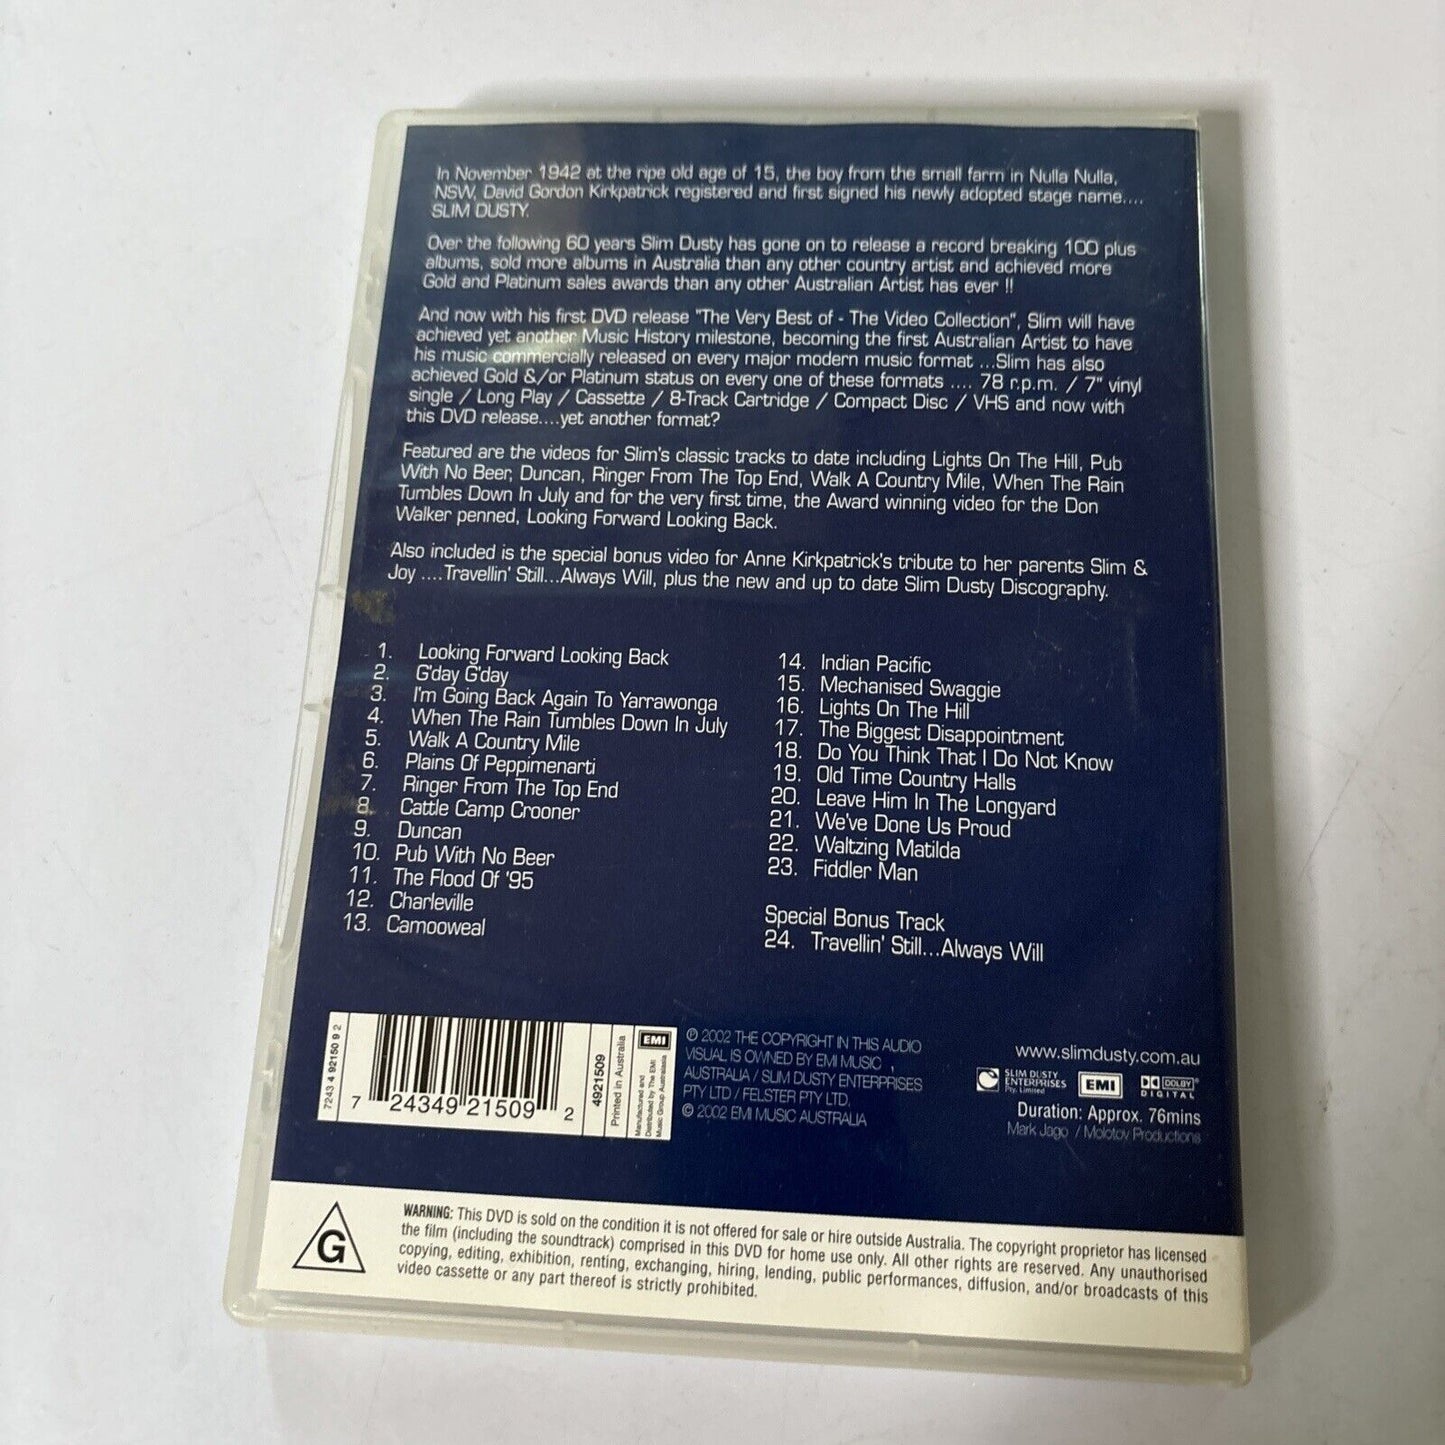 In November 1942 at the ripe old age of 15, the boy from the small farm in Nulla Nulla,
NSW, David Gordon Kirkpatrick registered and first signed his newly adopted stage name....
SLIM DUSTY.
Over the following 60 years Slim Dusty has gone on to release a record breaking 100 plus
albums, sold more albums in Australia than any other country artist and achieved more
Gold and Platinum sales awards than any other Australian Artist has ever !!
And now with his first DVD release "The Very Best of - The Video Collection", Slim will have
achieved yet another Music History milestone, becoming the first Australian Artist to have
his music commercially released on every major modern music format ...Slim has also
achieved Gold &/or Platinum status on every one of these formats .... 78 r.p.m. / 7" vinyl
single / Long Play / Cassette / 8-Track Cartridge / Compact Disc / VHS and now with
this DVD release....yet another format?
Featured are the videos for Slim's classic tracks to date including Lights On The Hill, Pub
With No Beer, Duncan, Ringer From The Top End, Walk A Country Mile, When The Rain
Tumbles Down In July and for the very first time, the Award winning video for the Don
Walker penned, Looking Forward Looking Back.
Also included is the special bonus video for Anne Kirkpatrick's tribute to her parents Slim &
Joy ....Travellin' Still...Always Will, plus the new and up to date Slim Dusty Discography.
1. Looking Forward Looking Back
2. G'day G'day
3. I'm Going Back Again To Yarrawonga
4. When The Rain Tumbles Down In July
5. Walk A Country Mile
6. Plains Of Peppimenarti
7. Ringer From The Top End
8. Cattle Camp Crooner
9. Duncan
10. Pub With No Beer
11. The Flood Of '95
12. Charleville
13. Camooweal
14. Indian Pacific
15. Mechanised Swaggie
16. Lights On The Hill
17. The Biggest Disappointment
18. Do You Think That I Do Not Know
19. Old Time Country Halls
20. Leave Him In The Longyard
21. We've Done Us Proud
22. Waltzing Matilda
23. Fiddler Man
Special Bonus Track
24. Travellin' Still...Always Will
7243 4 92150 9 2
7 24349 21509 2
4921509
Printed in Australia
EMI
Manufactured and
Distributed by The EMI
Music Group Australasia
℗ 2002 THE COPYRIGHT IN THIS AUDIO
VISUAL IS OWNED BY EMI MUSIC
AUSTRALIA / SLIM DUSTY ENTERPRISES
PTY LTD / FELSTER PTY LTD,
© 2002 EMI MUSIC AUSTRALIA
www.slimdusty.com.au
SLIM DUSTY
ENTERPRISES
Pty. Limited
EMI
DOLBY
DIGITAL
Duration: Approx. 76mins
Mark Jago / Molotov Productions
G
WARNING: This DVD is sold on the condition it is not offered for sale or hire outside Australia. The copyright proprietor has licensed
the film (including the soundtrack) comprised in this DVD for home use only. All other rights are reserved. Any unauthorised
copying, editing, exhibition, renting, exchanging, hiring, lending, public performances, diffusion, and/or broadcasts of this
video cassette or any part thereof is strictly prohibited.